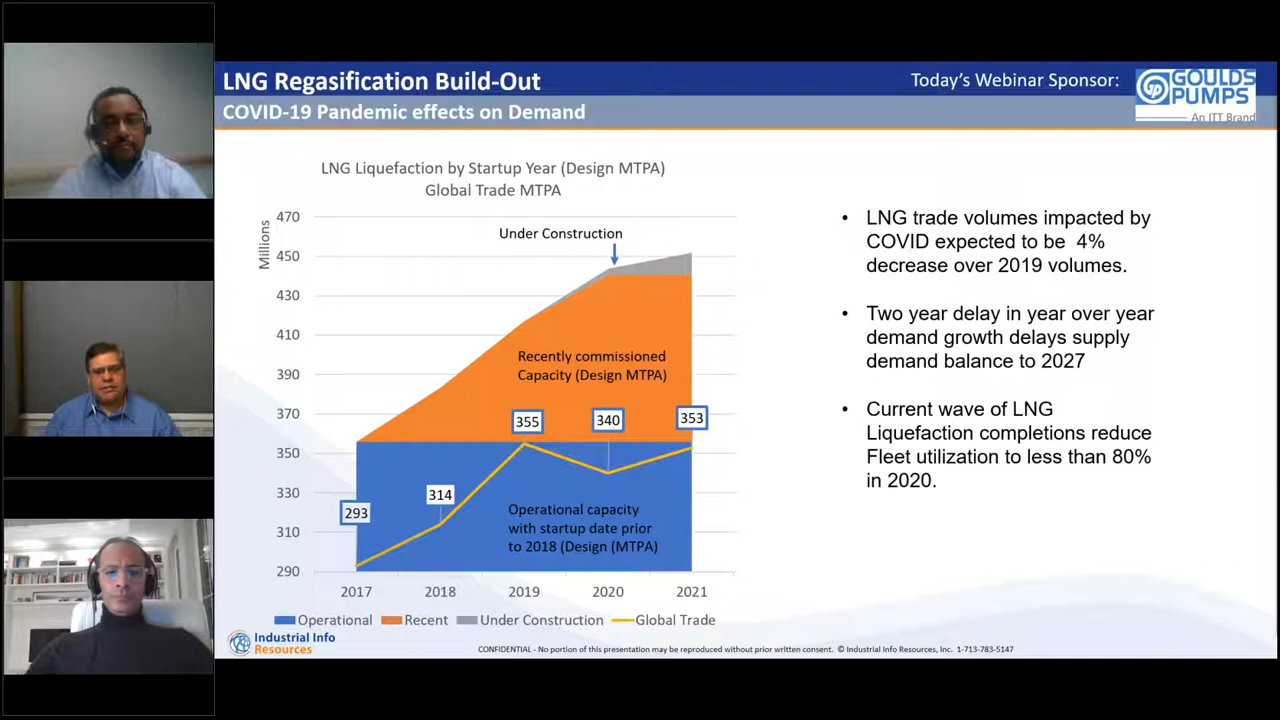 LNG Regasification Build-Out
Today's Webinar Sponsor:
GOULDS
PUMPS
An ITT Brand
COVID-19 Pandemic effects on Demand
LNG Liquefaction by Startup Year (Design MTPA)
Global Trade MTPA
Millions
470
450
430
410
390
370
350
330
310
290
Under Construction
Recently commissioned
Capacity (Design MTPA)
293
314
355
340
353
Operational capacity
with startup date prior
to 2018 (Design (MTPA)
2017 2018 2019 2020 2021
Operational Recent Under Construction Global Trade
• LNG trade volumes impacted by
COVID expected to be 4%
decrease over 2019 volumes.
• Two year delay in year over year
demand growth delays supply
demand balance to 2027
• Current wave of LNG
Liquefaction completions reduce
Fleet utilization to less than 80%
in 2020.
Industrial Info
Resources
CONFIDENTIAL - No portion of this presentation may be reproduced without prior written consent. © Industrial Info Resources, Inc. 1-713-783-5147